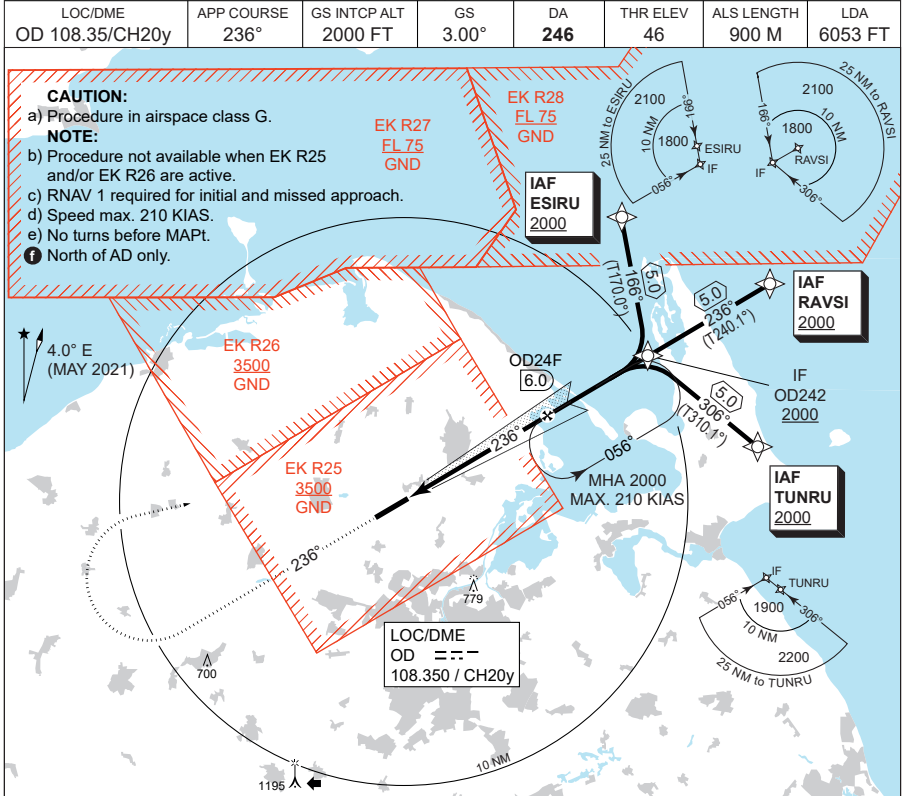 LOC/DME
OD 108.35/CH20y
APP COURSE
236°
GS INTCP ALT
2000 FT
GS
3.00°
DA
246
THR ELEV
46
ALS LENGTH
900 M
LDA
6053 FT
CAUTION:
a) Procedure in airspace class G.
NOTE:
b) Procedure not available when EK R25
and/or EK R26 are active.
c) RNAV 1 required for initial and missed approach.
d) Speed max. 210 KIAS.
e) No turns before MAPt.
f North of AD only.
EK R27
FL 75
GND
EK R28
FL 75
GND
25 NM to ESIRU
2100
10 NM
1800
166°
ESIRU
IF
056°
25 NM to RAVSI
2100
10 NM
1800
166°
RAVSI
IF
306°
IAF
ESIRU
2000
5.0
166°
(T170.0°)
5.0
236°
(T240.1°)
IAF
RAVSI
2000
4.0° E
(MAY 2021)
EK R26
3500
GND
OD24F
6.0
IF
OD242
2000
5.0
306°
(T310.1°)
236°
056°
MHA 2000
MAX. 210 KIAS
EK R25
3500
GND
IAF
TUNRU
2000
236°
779
IF
TUNRU
056°
306°
1900
10 NM
2200
25 NM to TUNRU
LOC/DME
OD
108.350 / CH20y
700
10 NM
1195